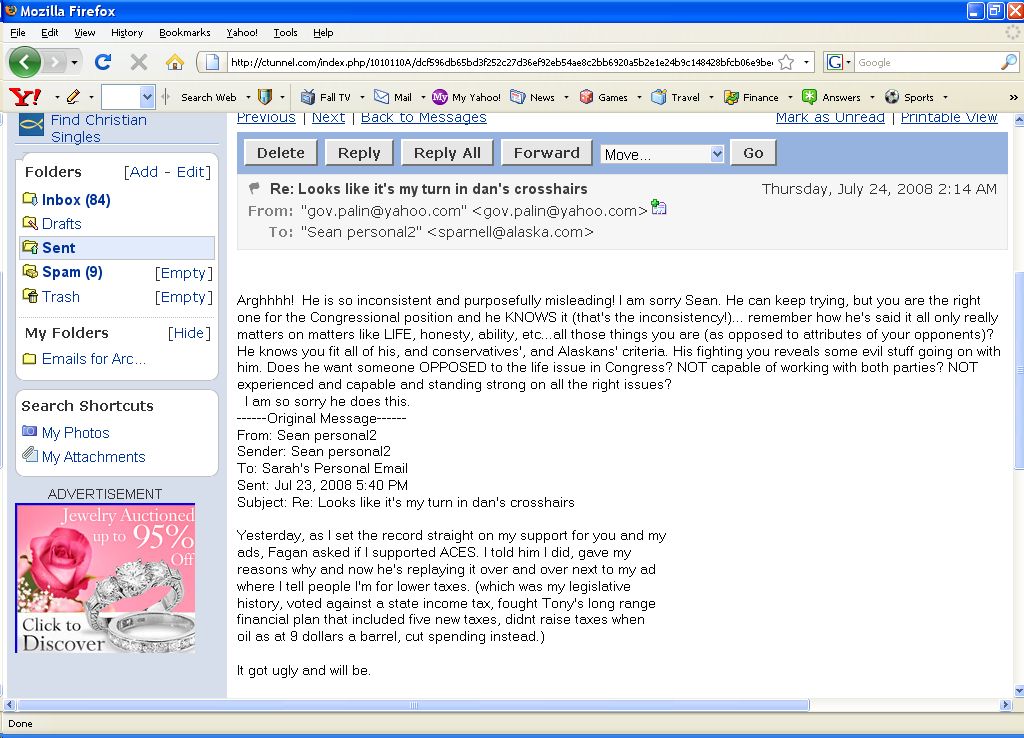 Mozilla Firefox
File Edit View History Bookmarks Yahoo! Tools Help
http://ctunnel.com/index.php/1010110A/dcf596db65bd3f252c27d36ef92eb54ae8c2bb6920a5b2e1e24b9c148428bfcb06e9be
G Google
Y! Search Web Fall TV Mail My My Yahoo! News Games Travel Finance Answers Sports »
Find Christian
Singles
Previous | Next | Back to Messages Mark as Unread | Printable View
Delete Reply Reply All Forward Move... Go
Folders [Add - Edit]
Inbox (84)
Drafts
Sent
Spam (9) [Empty]
Trash [Empty]
My Folders [Hide]
Emails for Arc...
Search Shortcuts
My Photos
My Attachments
ADVERTISEMENT
Jewelry Auctioned
up to 95%
Off
Click to
Discover
Re: Looks like it's my turn in dan's crosshairs Thursday, July 24, 2008 2:14 AM
From: "gov.palin@yahoo.com" <gov.palin@yahoo.com>
To: "Sean personal2" <sparnell@alaska.com>
Arghhhh! He is so inconsistent and purposefully misleading! I am sorry Sean. He can keep trying, but you are the right
one for the Congressional position and he KNOWS it (that's the inconsistency!)... remember how he's said it all only really
matters on matters like LIFE, honesty, ability, etc...all those things you are (as opposed to attributes of your opponents)?
He knows you fit all of his, and conservatives', and Alaskans' criteria. His fighting you reveals some evil stuff going on with
him. Does he want someone OPPOSED to the life issue in Congress? NOT capable of working with both parties? NOT
experienced and capable and standing strong on all the right issues?
I am so sorry he does this.
------Original Message------
From: Sean personal2
Sender: Sean personal2
To: Sarah's Personal Email
Sent: Jul 23, 2008 5:40 PM
Subject: Re: Looks like it's my turn in dan's crosshairs
Yesterday, as I set the record straight on my support for you and my
ads, Fagan asked if I supported ACES. I told him I did, gave my
reasons why and now he's replaying it over and over next to my ad
where I tell people I'm for lower taxes. (which was my legislative
history, voted against a state income tax, fought Tony's long range
financial plan that included five new taxes, didnt raise taxes when
oil as at 9 dollars a barrel, cut spending instead.)
It got ugly and will be.
Done